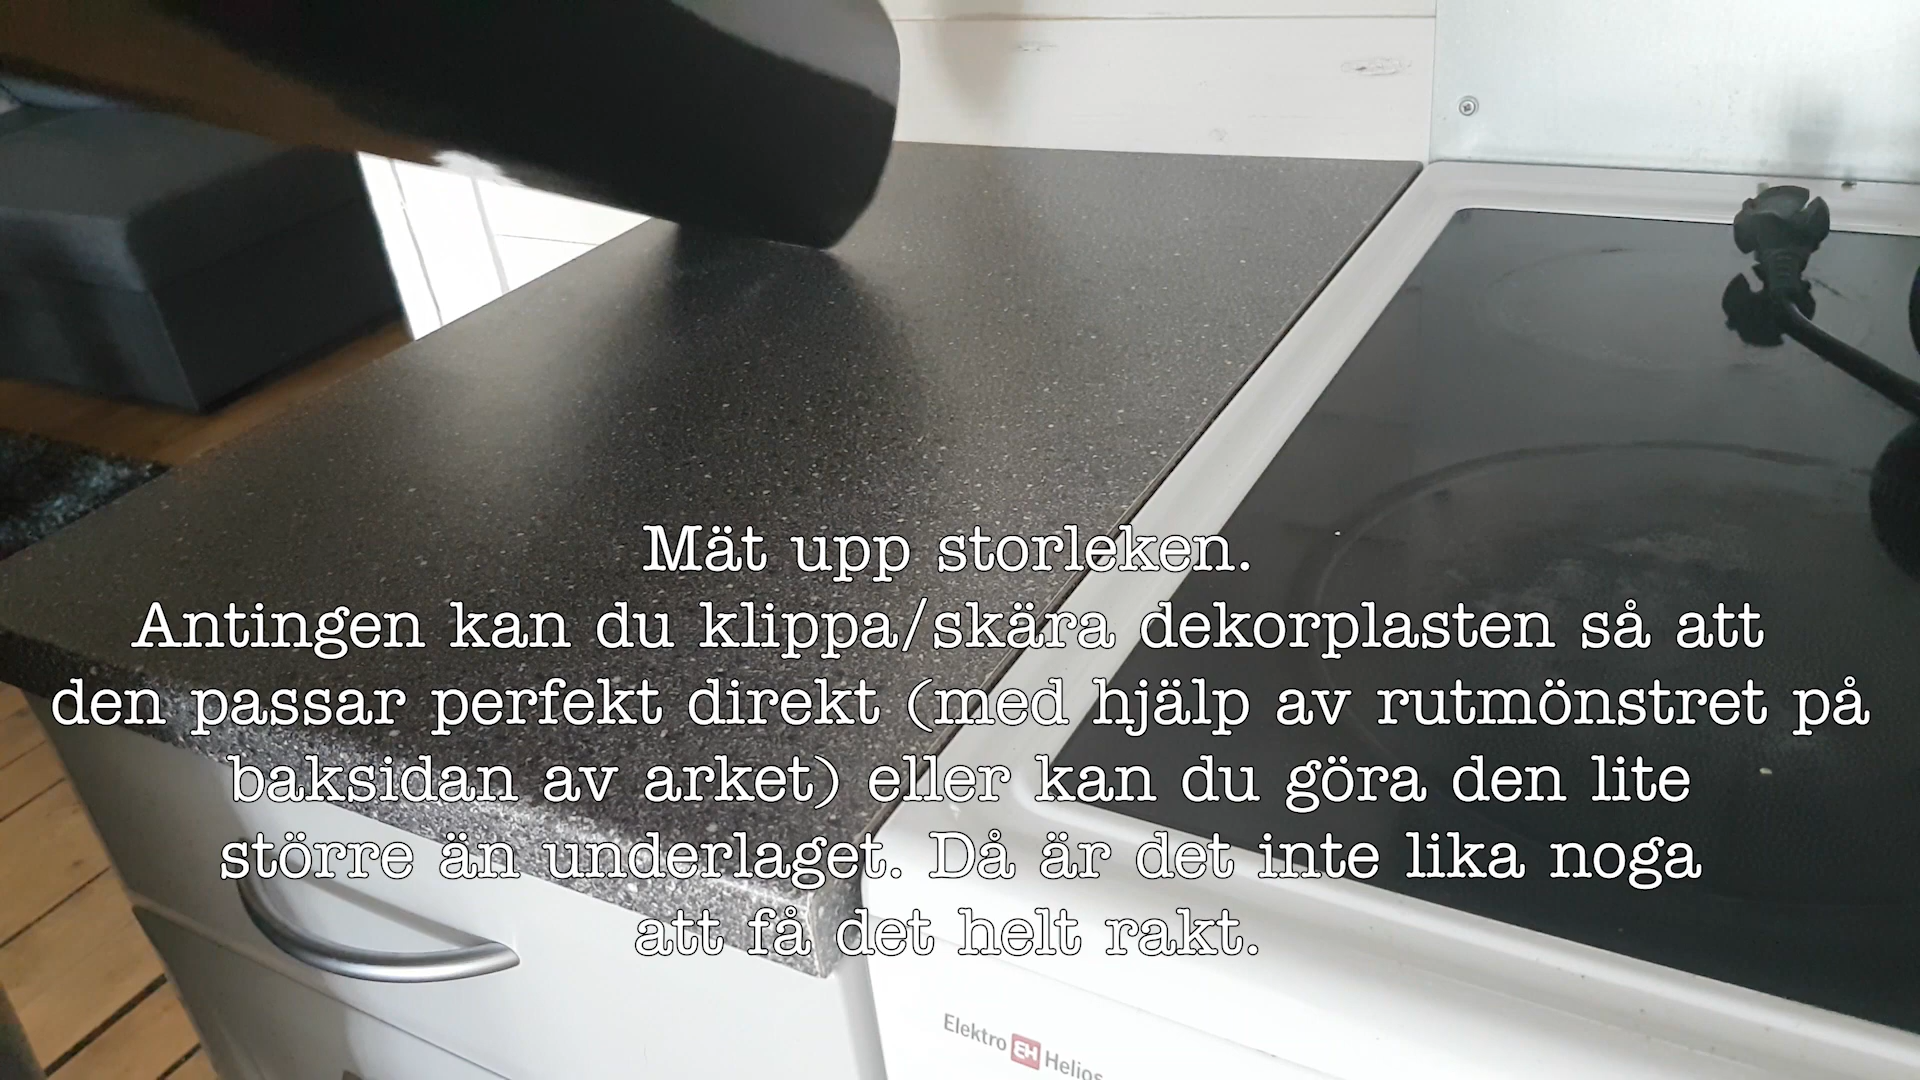 Mät upp storleken.
Antingen kan du klippa/skära dekorplasten så att
den passar perfekt direkt (med hjälp av rutmönstret på
baksidan av arket) eller kan du göra den lite
större än underlaget. Då är det inte lika noga
att få det helt rakt.
Elektro EH Helios